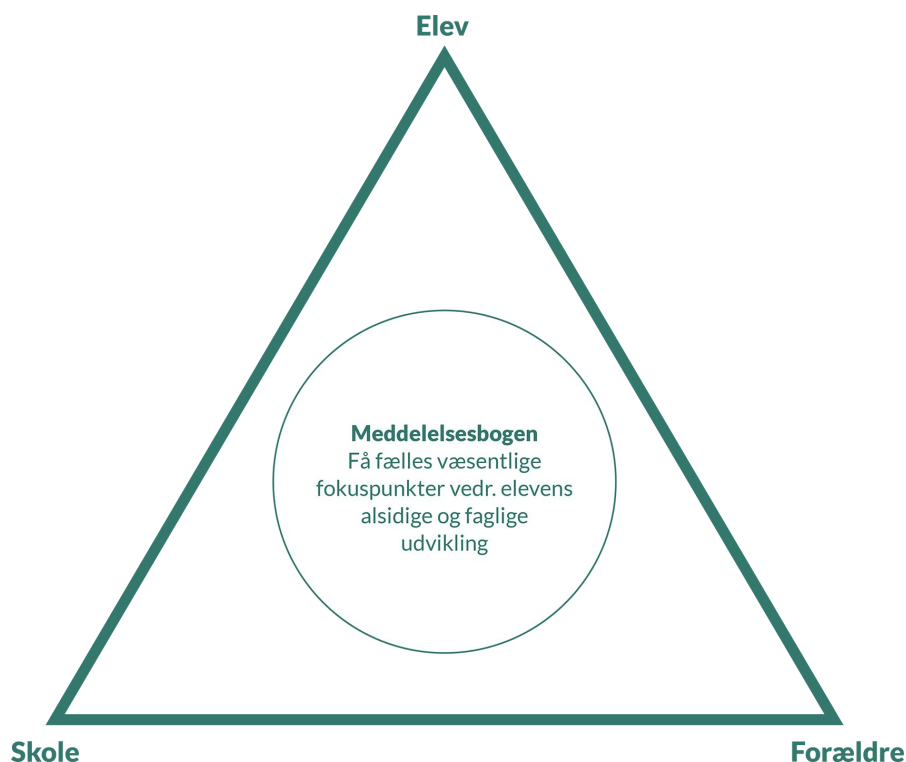 Elev
Meddelelsesbogen
Få fælles væsentlige
fokuspunkter vedr. elevens
alsidige og faglige
udvikling
Skole
Forældre